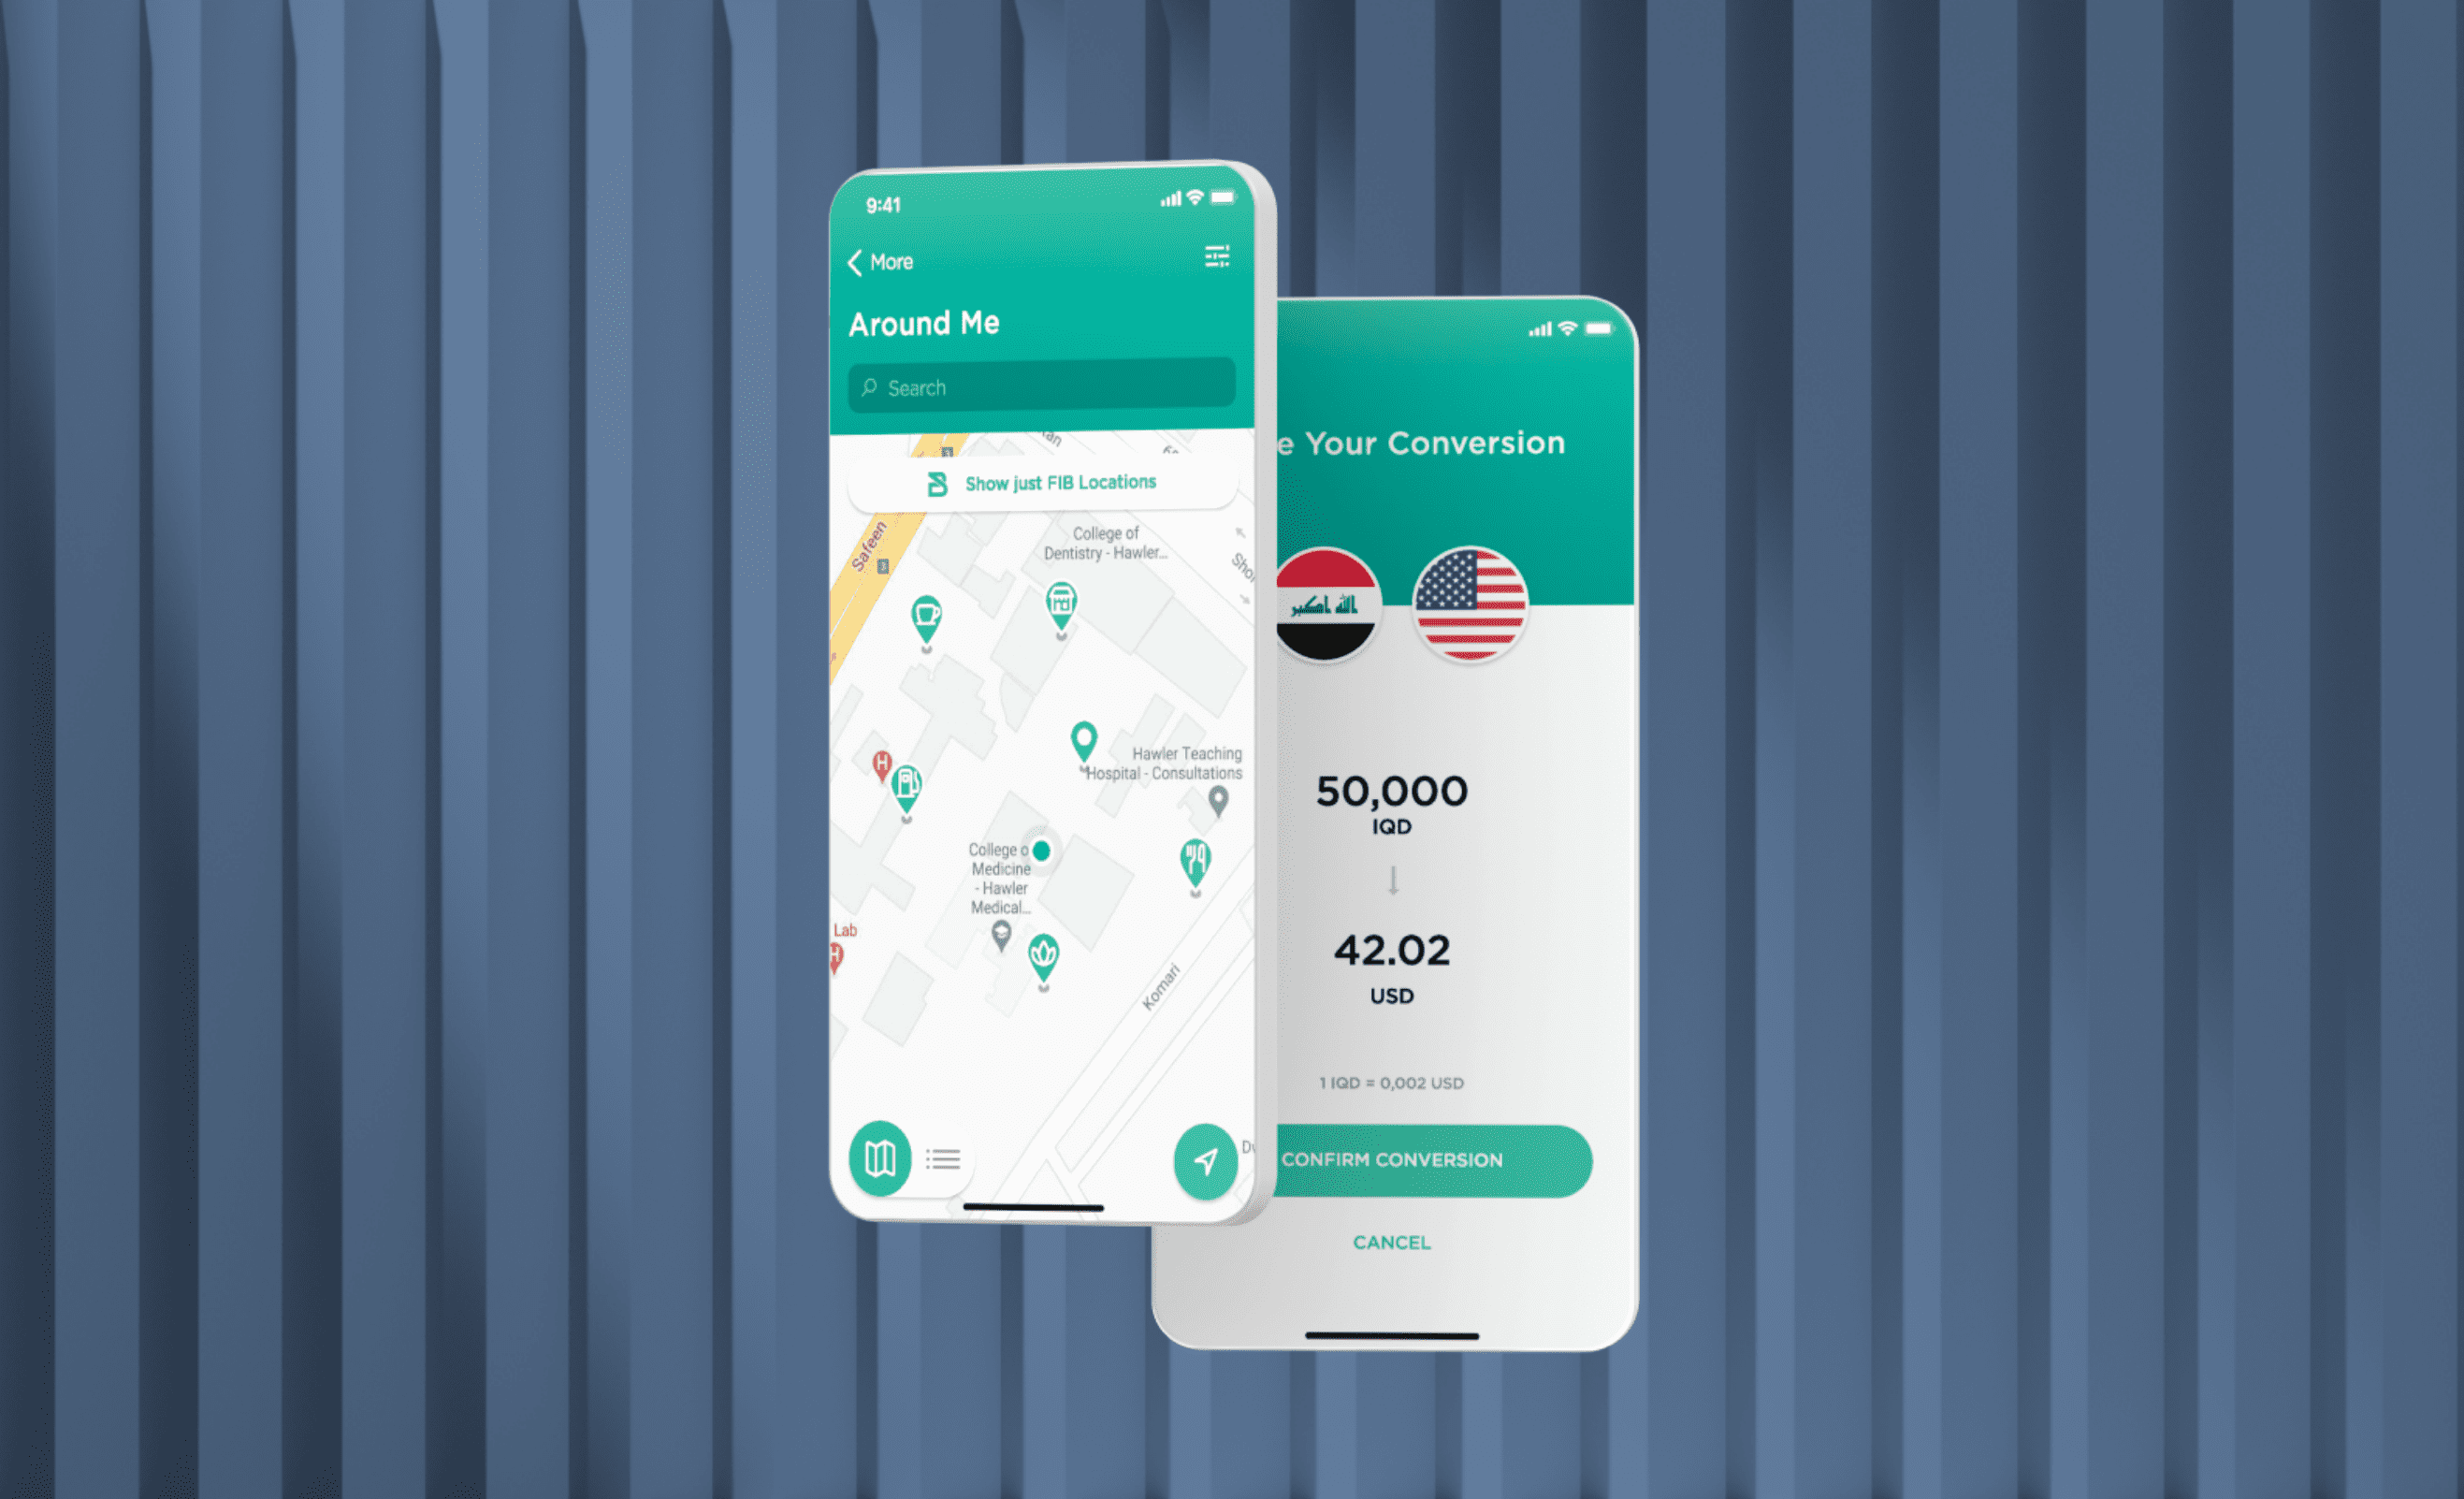 9:41
More
Around Me
Search
Show just FIB Locations
Safeen
3
3
College of
Dentistry - Hawler...
Hawler Teaching
Hospital - Consultations
College o
Medicine
- Hawler
Medical...
H
Lab
H
Komari
e Your Conversion
الله اكبر
50,000
IQD
42.02
USD
1 IQD = 0,002 USD
CONFIRM CONVERSION
CANCEL